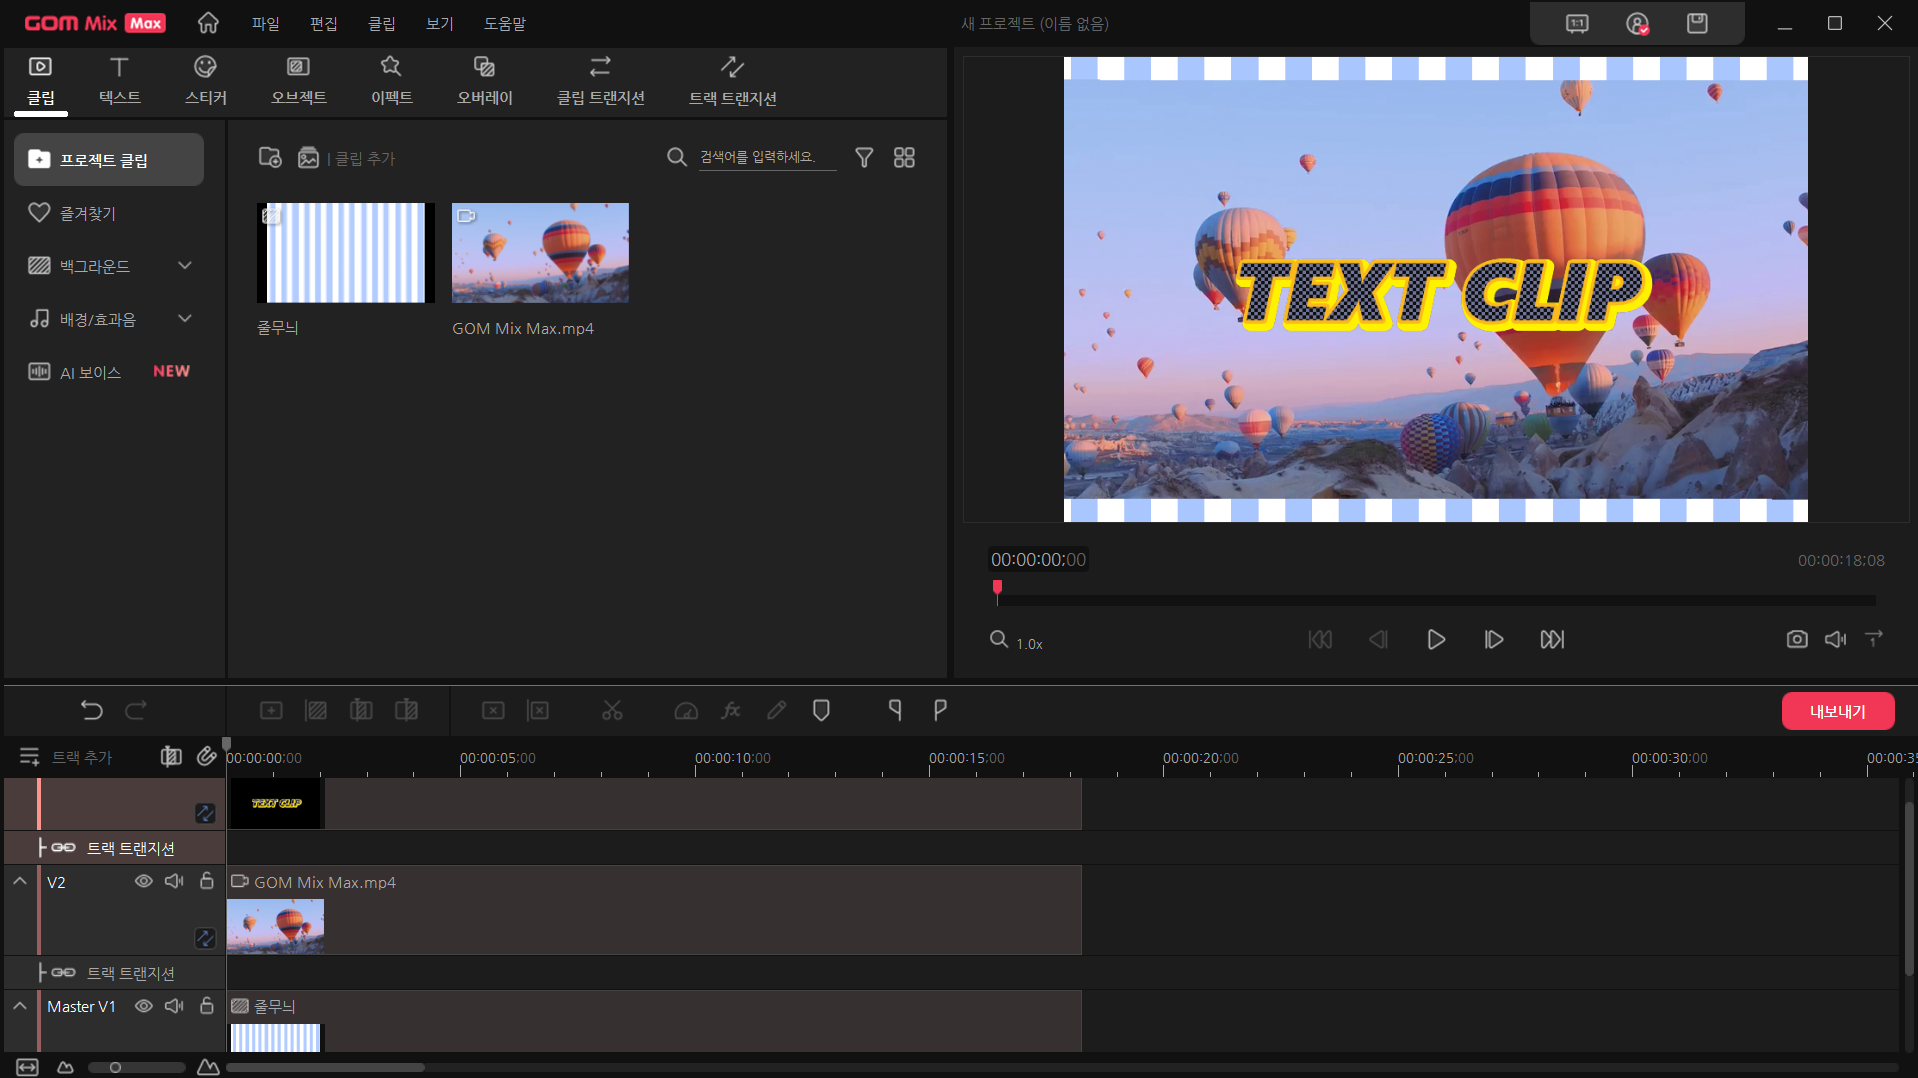 GOM Mix Max
파일 편집 클립 보기 도움말
새 프로젝트 (이름 없음)
1:1
클립 텍스트 스티커 오브젝트 이펙트 오버레이 클립 트랜지션 트랙 트랜지션
프로젝트 클립
즐겨찾기
백그라운드
배경/효과음
AI 보이스 NEW
| 클립 추가
검색어를 입력하세요.
줄무늬
GOM Mix Max.mp4
TEXT CLIP
00:00:00;00
00:00:18;08
1.0x
내보내기
트랙 추가
00:00:00;00 00:00:05;00 00:00:10;00 00:00:15;00 00:00:20;00 00:00:25;00 00:00:30;00 00:00:35
TEXT CLIP
트랙 트랜지션
V2
GOM Mix Max.mp4
트랙 트랜지션
Master V1
줄무늬